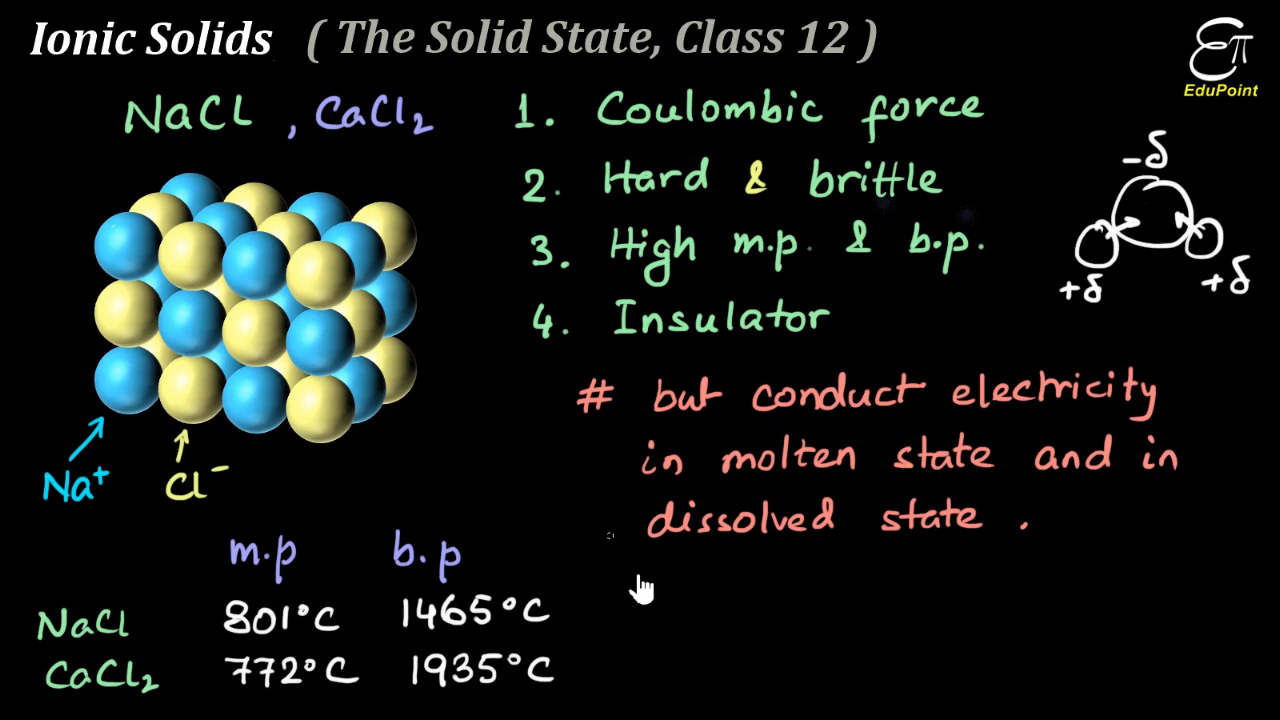 Ionic Solids ( The Solid State, Class 12 )
επ
EduPoint
NaCl , CaCl₂
1. Coulombic force
2. Hard & brittle
3. High m.p. & b.p.
4. Insulator
# but conduct electricity
in molten state and in
dissolved state .
-δ
+δ
+δ
Na⁺
Cl⁻
m.p b.p
NaCl 801°C 1465°C
CaCl₂ 772°C 1935°C